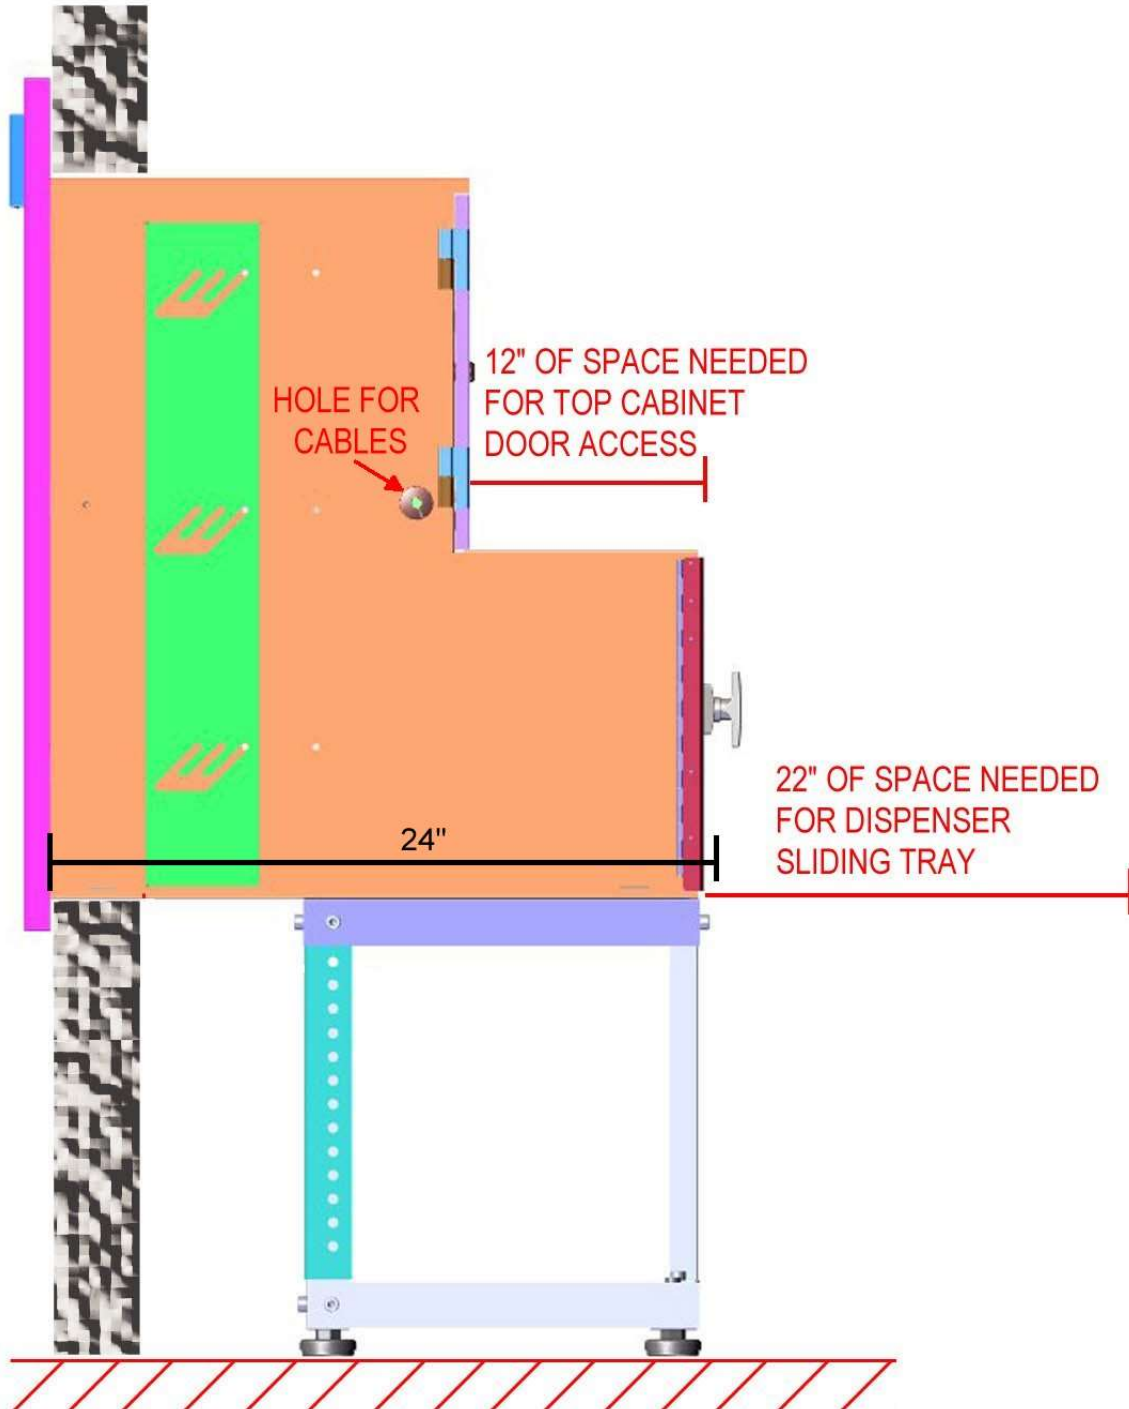 12" OF SPACE NEEDED
FOR TOP CABINET
DOOR ACCESS
HOLE FOR
CABLES
22" OF SPACE NEEDED
FOR DISPENSER
SLIDING TRAY
24"